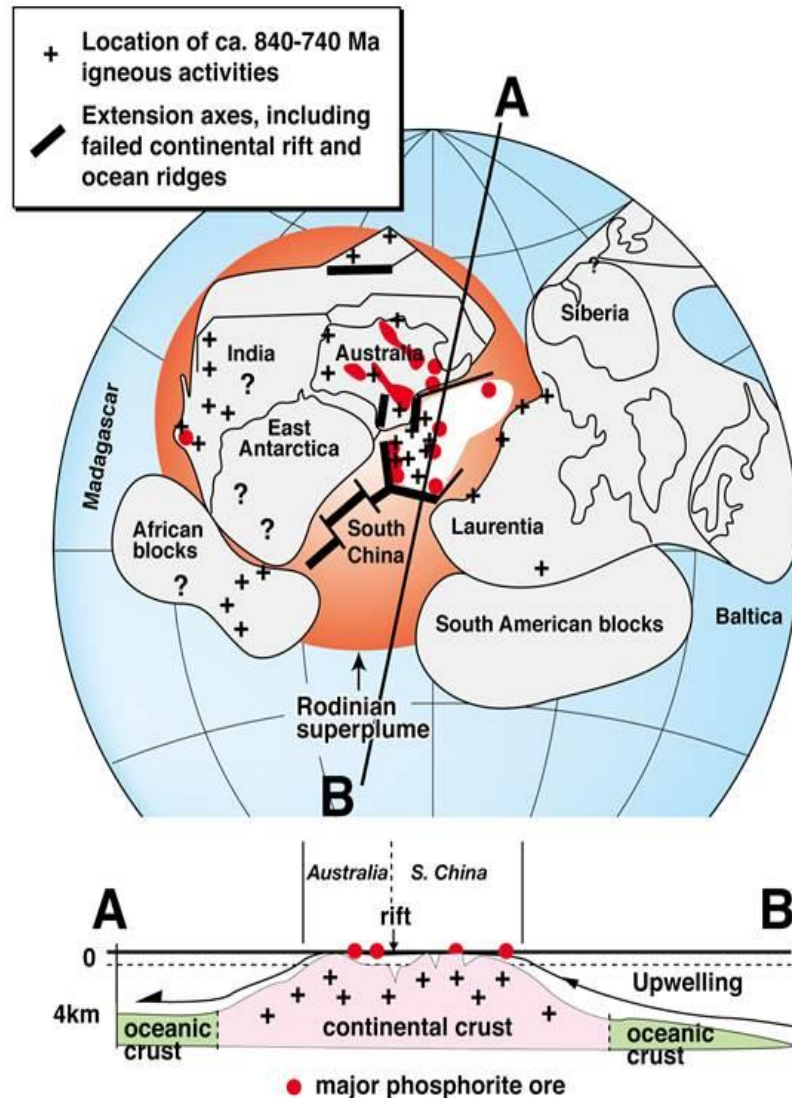 + Location of ca. 840-740 Ma
igneous activities
Extension axes, including
failed continental rift and
ocean ridges
A
?
Siberia
India
?
Australia
Madagascar
East
Antarctica
? ?
African
blocks
?
South
China
Laurentia
South American blocks
Baltica
Rodinian
superplume
B
Australia S. China
A
B
rift
0
Upwelling
4km
oceanic
crust
continental crust
oceanic
crust
major phosphorite ore